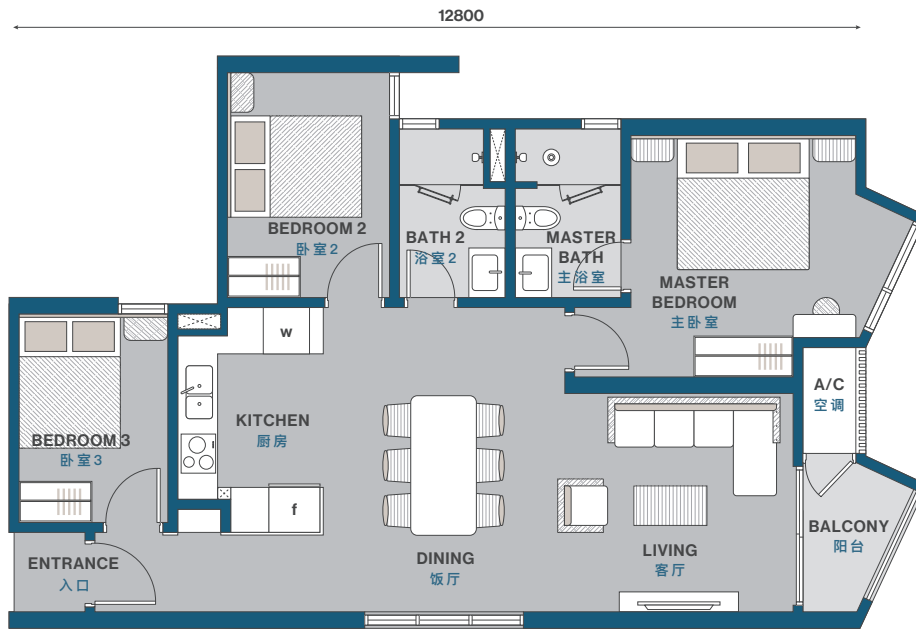 12800
BEDROOM 2
卧室2
BATH 2
浴室2
MASTER
BATH
主浴室
MASTER
BEDROOM
主卧室
w
A/C
空调
KITCHEN
厨房
BEDROOM 3
卧室3
f
ENTRANCE
入口
DINING
饭厅
LIVING
客厅
BALCONY
阳台